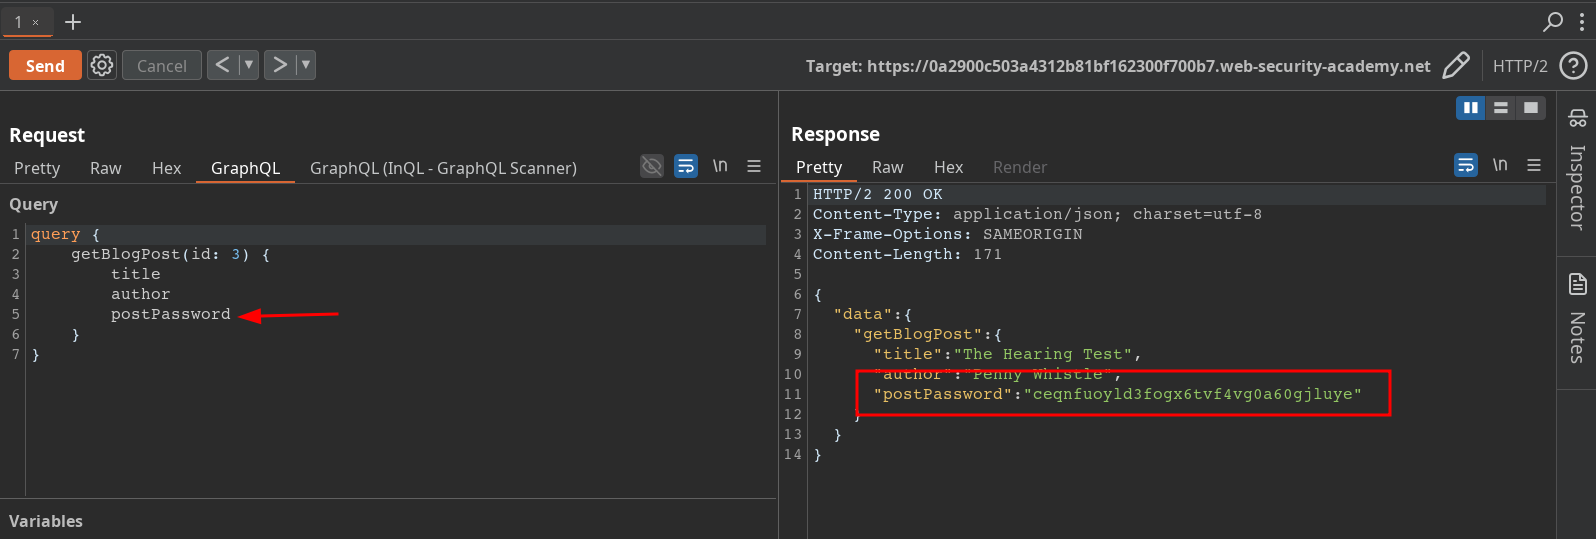 1 ×
Send
Cancel
Target: https://0a2900c503a4312b81bf162300f700b7.web-security-academy.net
HTTP/2
Request
Pretty Raw Hex GraphQL GraphQL (InQL - GraphQL Scanner)
\n
Query
1 query {
2 getBlogPost(id: 3) {
3 title
4 author
5 postPassword
6 }
7 }
Variables
Response
Pretty Raw Hex Render
\n
1 HTTP/2 200 OK
2 Content-Type: application/json; charset=utf-8
3 X-Frame-Options: SAMEORIGIN
4 Content-Length: 171
5
6 {
7 "data":{
8 "getBlogPost":{
9 "title":"The Hearing Test",
10 "author":"Penny Whistle",
11 "postPassword":"ceqnfuoyld3fogx6tvf4vg0a60gjluye"
12 }
13 }
14 }
Inspector
Notes